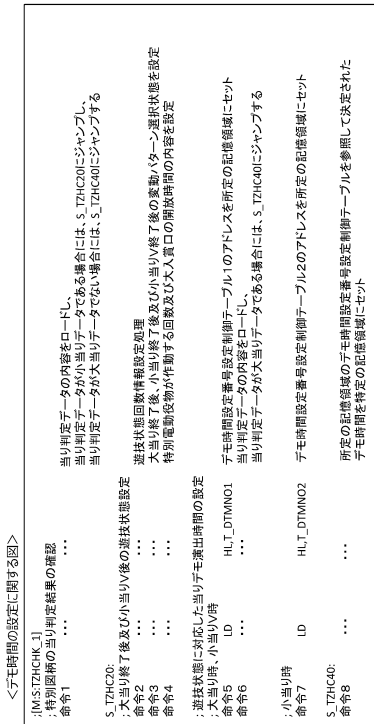 <デモ時間の設定に関する図>
;[M:S:TZHCHK_1]
; 特別図柄の当り判定結果の確認
命令1 ・・・ 当り判定データの内容をロードし、
当り判定データが小当りデータである場合には、S_TZHC20にジャンプし、
当り判定データが大当りデータでない場合には、S_TZHC40にジャンプする
S_TZHC20:
; 大当り終了後及び小当りV後の遊技状態設定
命令2 ・・・ 遊技状態回数情報設定処理
命令3 ・・・ 大当り終了後、小当り終了後及び小当りV終了後の変動パターン選択状態を設定
命令4 ・・・ 特別電動役物が作動する回数及び大入賞口の開放時間の内容を設定
; 遊技状態に対応した当りデモ演出時間の設定
; 大当り時、小当りV時
命令5 LD HL,T_DTMNO1 デモ時間設定番号設定制御テーブル1のアドレスを所定の記憶領域にセット
命令6 ・・・ 当り判定データの内容をロードし、
当り判定データが大当りデータである場合には、S_TZHC40にジャンプする
; 小当り時
命令7 LD HL,T_DTMNO2 デモ時間設定番号設定制御テーブル2のアドレスを所定の記憶領域にセット
S_TZHC40:
命令8 ・・・ 所定の記憶領域のデモ時間設定番号設定制御テーブルを参照して決定された
デモ時間を特定の記憶領域にセット